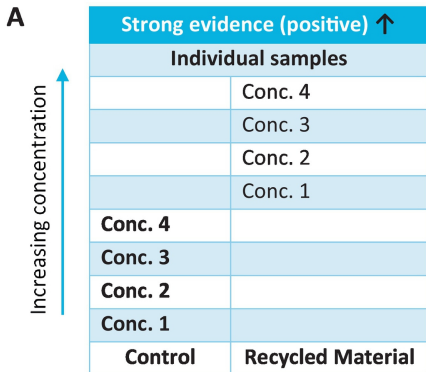 A
Strong evidence (positive) ↑
Individual samples
Increasing concentration
Conc. 4
Conc. 3
Conc. 2
Conc. 1
Conc. 4
Conc. 3
Conc. 2
Conc. 1
Control Recycled Material